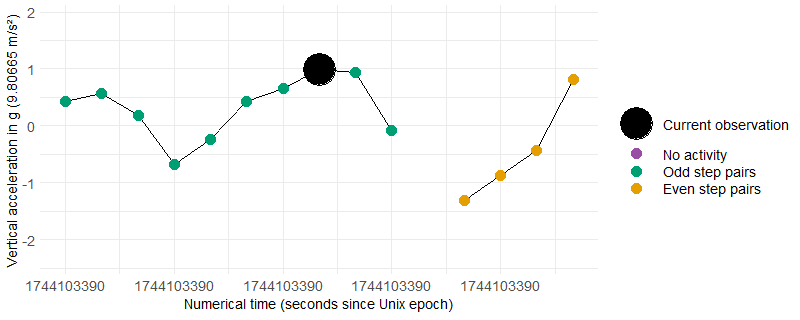 Vertical acceleration in g (9.80665 m/s²)
2
1
0
-1
-2
1744103390 1744103390 1744103390 1744103390 1744103390
Numerical time (seconds since Unix epoch)
Current observation
No activity
Odd step pairs
Even step pairs